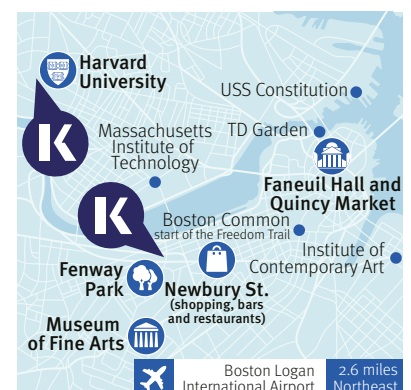 Harvard
University
USS Constitution
K
Massachusetts
Institute of
Technology
TD Garden
Faneuil Hall and
Quincy Market
K
Boston Common
start of the Freedom Trail
Institute of
Contemporary Art
Fenway
Park
Newbury St.
(shopping, bars
and restaurants)
Museum
of Fine Arts
Boston Logan
International Airport
2.6 miles
Northeast